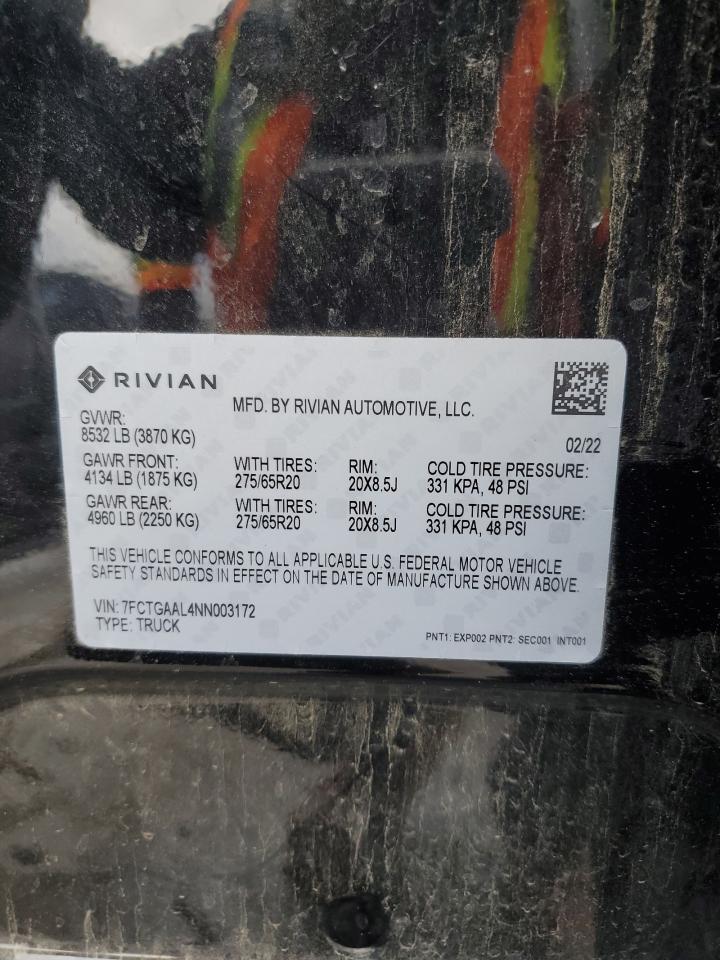 RIVIAN
MFD. BY RIVIAN AUTOMOTIVE, LLC.
GVWR:
8532 LB (3870 KG)
02/22
GAWR FRONT: WITH TIRES: RIM: COLD TIRE PRESSURE:
4134 LB (1875 KG) 275/65R20 20X8.5J 331 KPA, 48 PSI
GAWR REAR: WITH TIRES: RIM: COLD TIRE PRESSURE:
4960 LB (2250 KG) 275/65R20 20X8.5J 331 KPA, 48 PSI
THIS VEHICLE CONFORMS TO ALL APPLICABLE U.S. FEDERAL MOTOR VEHICLE
SAFETY STANDARDS IN EFFECT ON THE DATE OF MANUFACTURE SHOWN ABOVE.
VIN: 7FCTGAAL4NN003172
TYPE: TRUCK
PNT1: EXP002 PNT2: SEC001 INT001